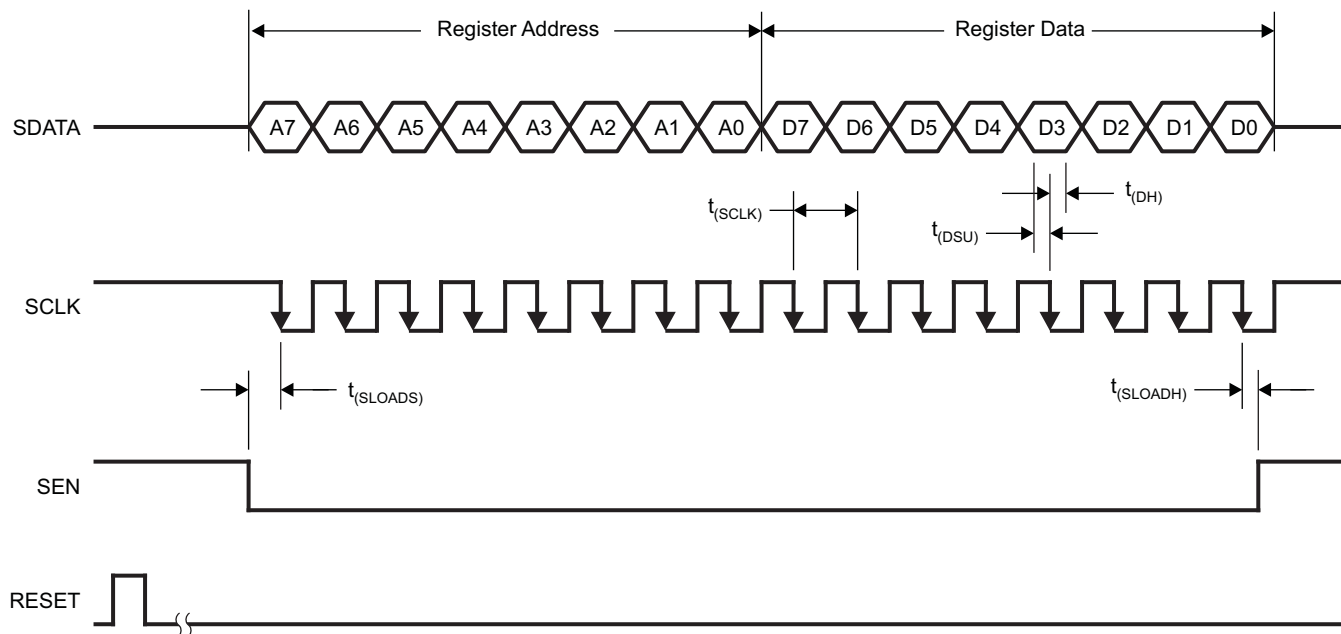 Register Address
Register Data
SDATA
A7 A6 A5 A4 A3 A2 A1 A0 D7 D6 D5 D4 D3 D2 D1 D0
t(SCLK)
t(DH)
t(DSU)
SCLK
t(SLOADS)
t(SLOADH)
SEN
RESET